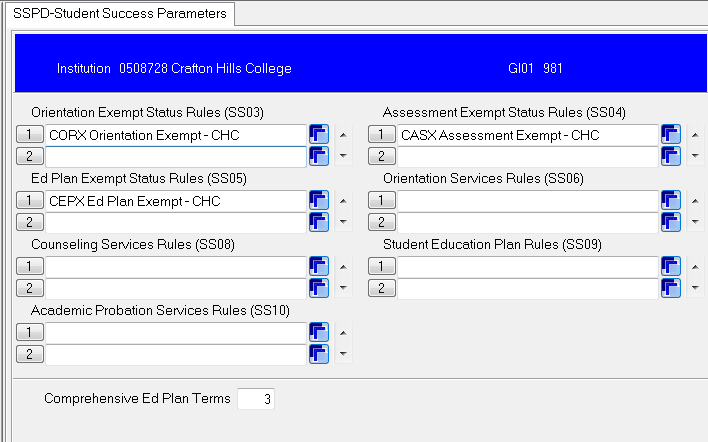 SSPD-Student Success Parameters
Institution 0508728 Crafton Hills College GI01 981
Orientation Exempt Status Rules (SS03) Assessment Exempt Status Rules (SS04)
1 CORX Orientation Exempt - CHC 1 CASX Assessment Exempt - CHC
2 2
Ed Plan Exempt Status Rules (SS05) Orientation Services Rules (SS06)
1 CEPX Ed Plan Exempt - CHC 1
2 2
Counseling Services Rules (SS08) Student Education Plan Rules (SS09)
1 1
2 2
Academic Probation Services Rules (SS10)
1
2
Comprehensive Ed Plan Terms 3